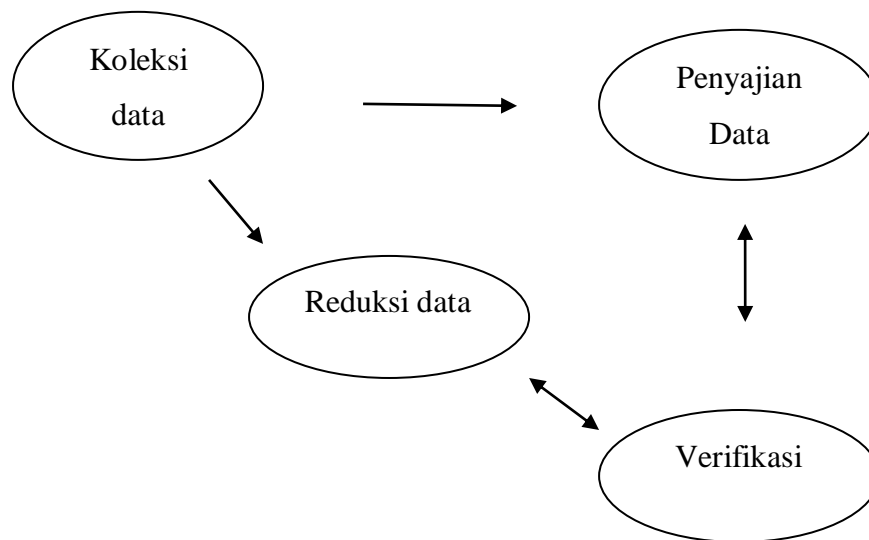 Koleksi
data
Penyajian
Data
Reduksi data
Verifikasi